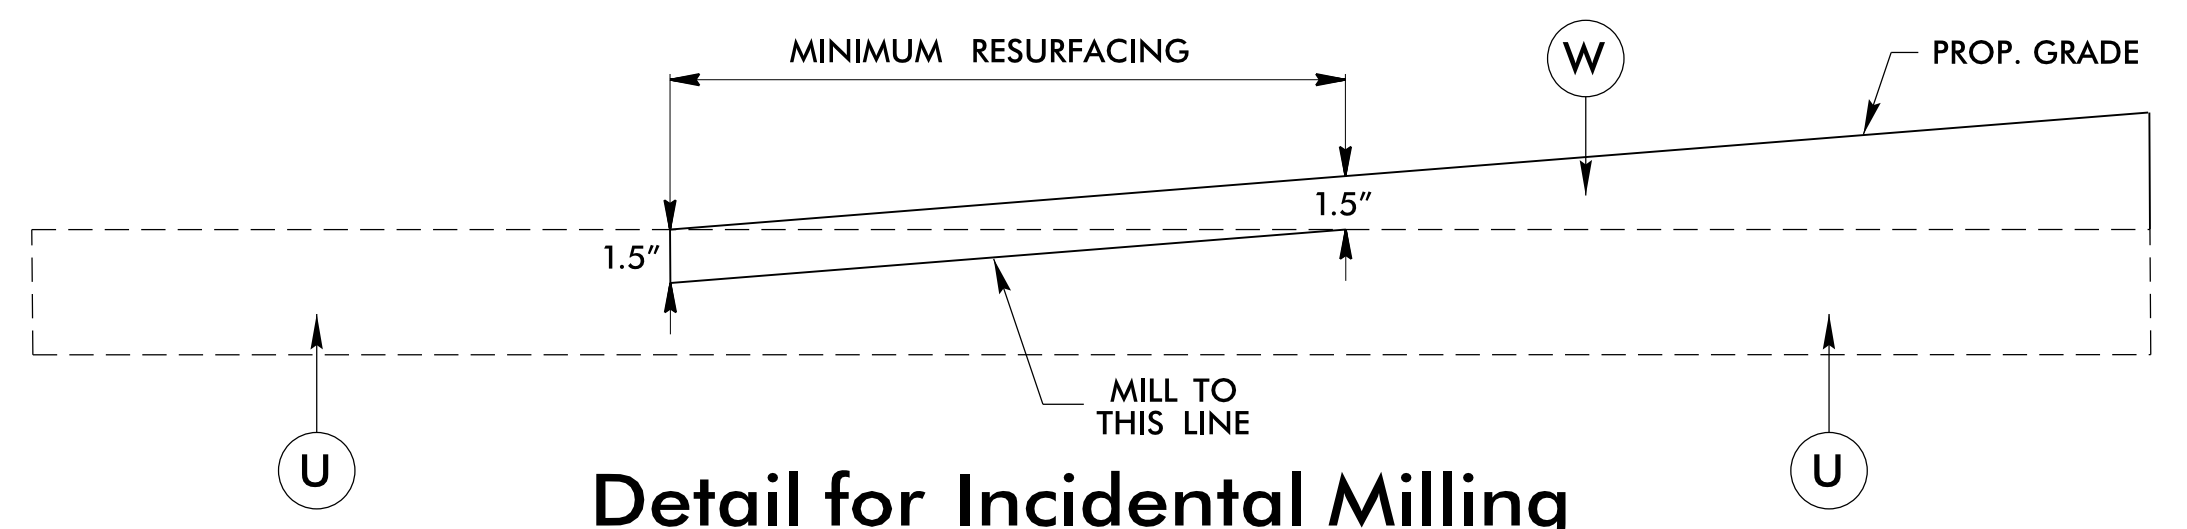 MINIMUM RESURFACING
W
PROP. GRADE
1.5"
1.5"
MILL TO
THIS LINE
U
U
Detail for Incidental Milling